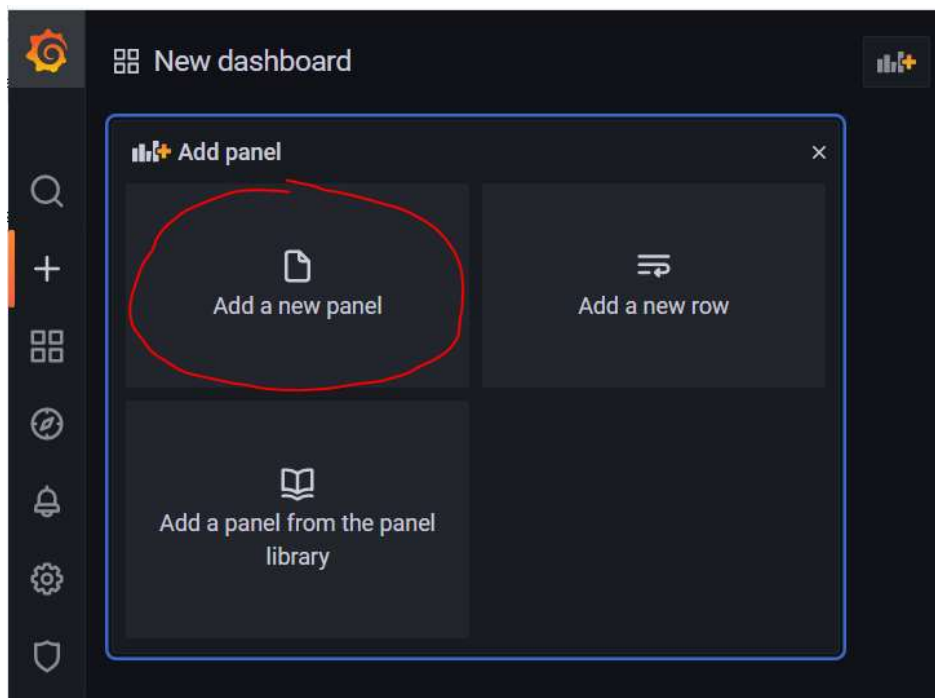 New dashboard
Add panel
Add a new panel
Add a new row
Add a panel from the panel
library